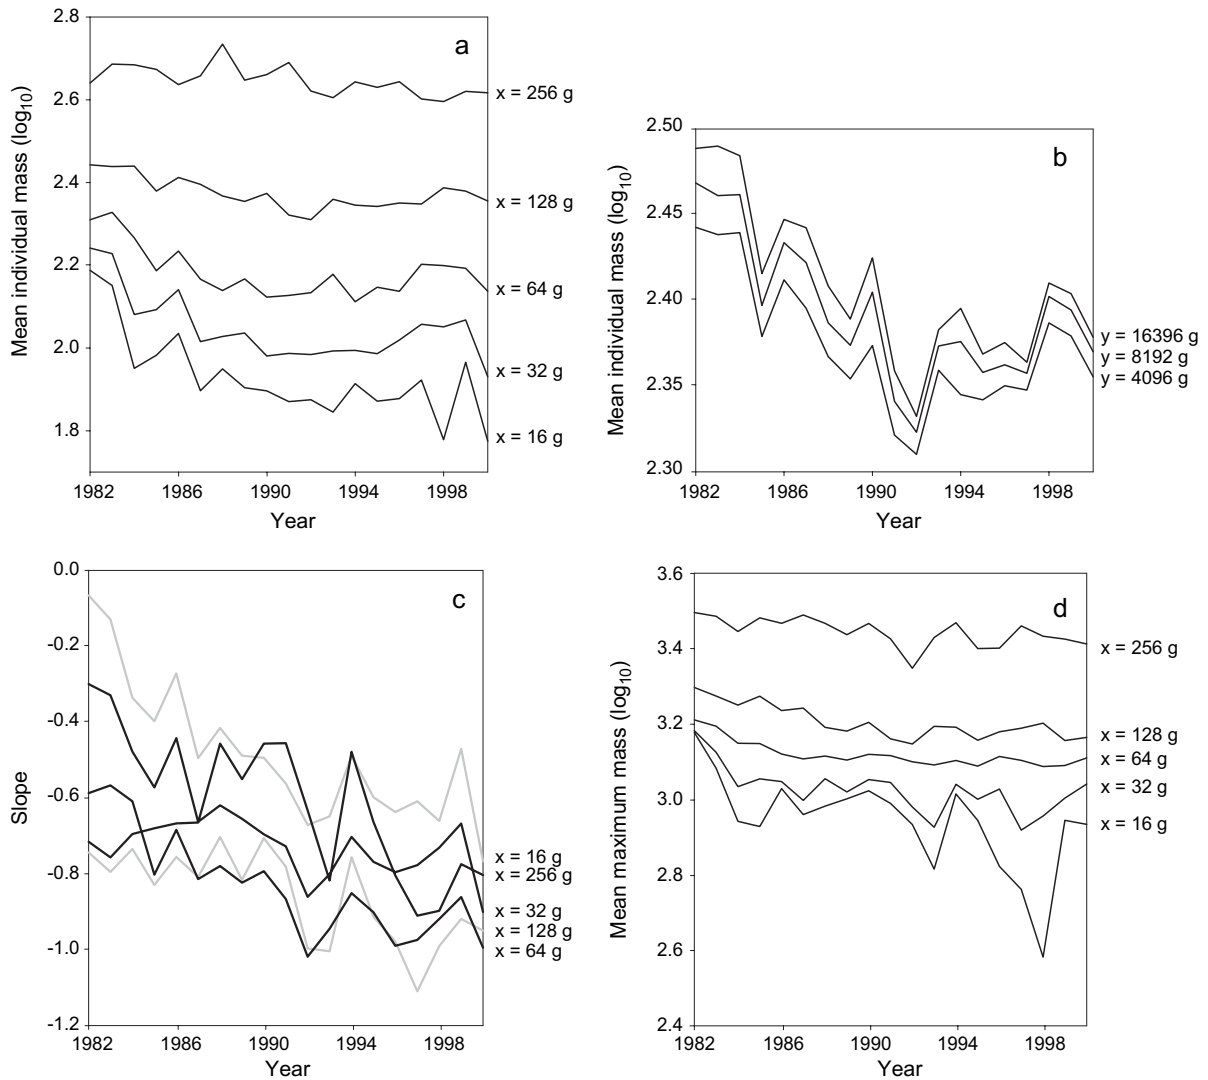 a
Mean individual mass (log10)
2.8
2.6
2.4
2.2
2.0
1.8
x = 256 g
x = 128 g
x = 64 g
x = 32 g
x = 16 g
1982 1986 1990 1994 1998
Year
b
Mean individual mass (log10)
2.50
2.45
2.40
2.35
2.30
y = 16396 g
y = 8192 g
y = 4096 g
1982 1986 1990 1994 1998
Year
c
Slope
0.0
-0.2
-0.4
-0.6
-0.8
-1.0
-1.2
x = 16 g
x = 256 g
x = 32 g
x = 128 g
x = 64 g
1982 1986 1990 1994 1998
Year
d
Mean maximum mass (log10)
3.6
3.4
3.2
3.0
2.8
2.6
2.4
x = 256 g
x = 128 g
x = 64 g
x = 32 g
x = 16 g
1982 1986 1990 1994 1998
Year